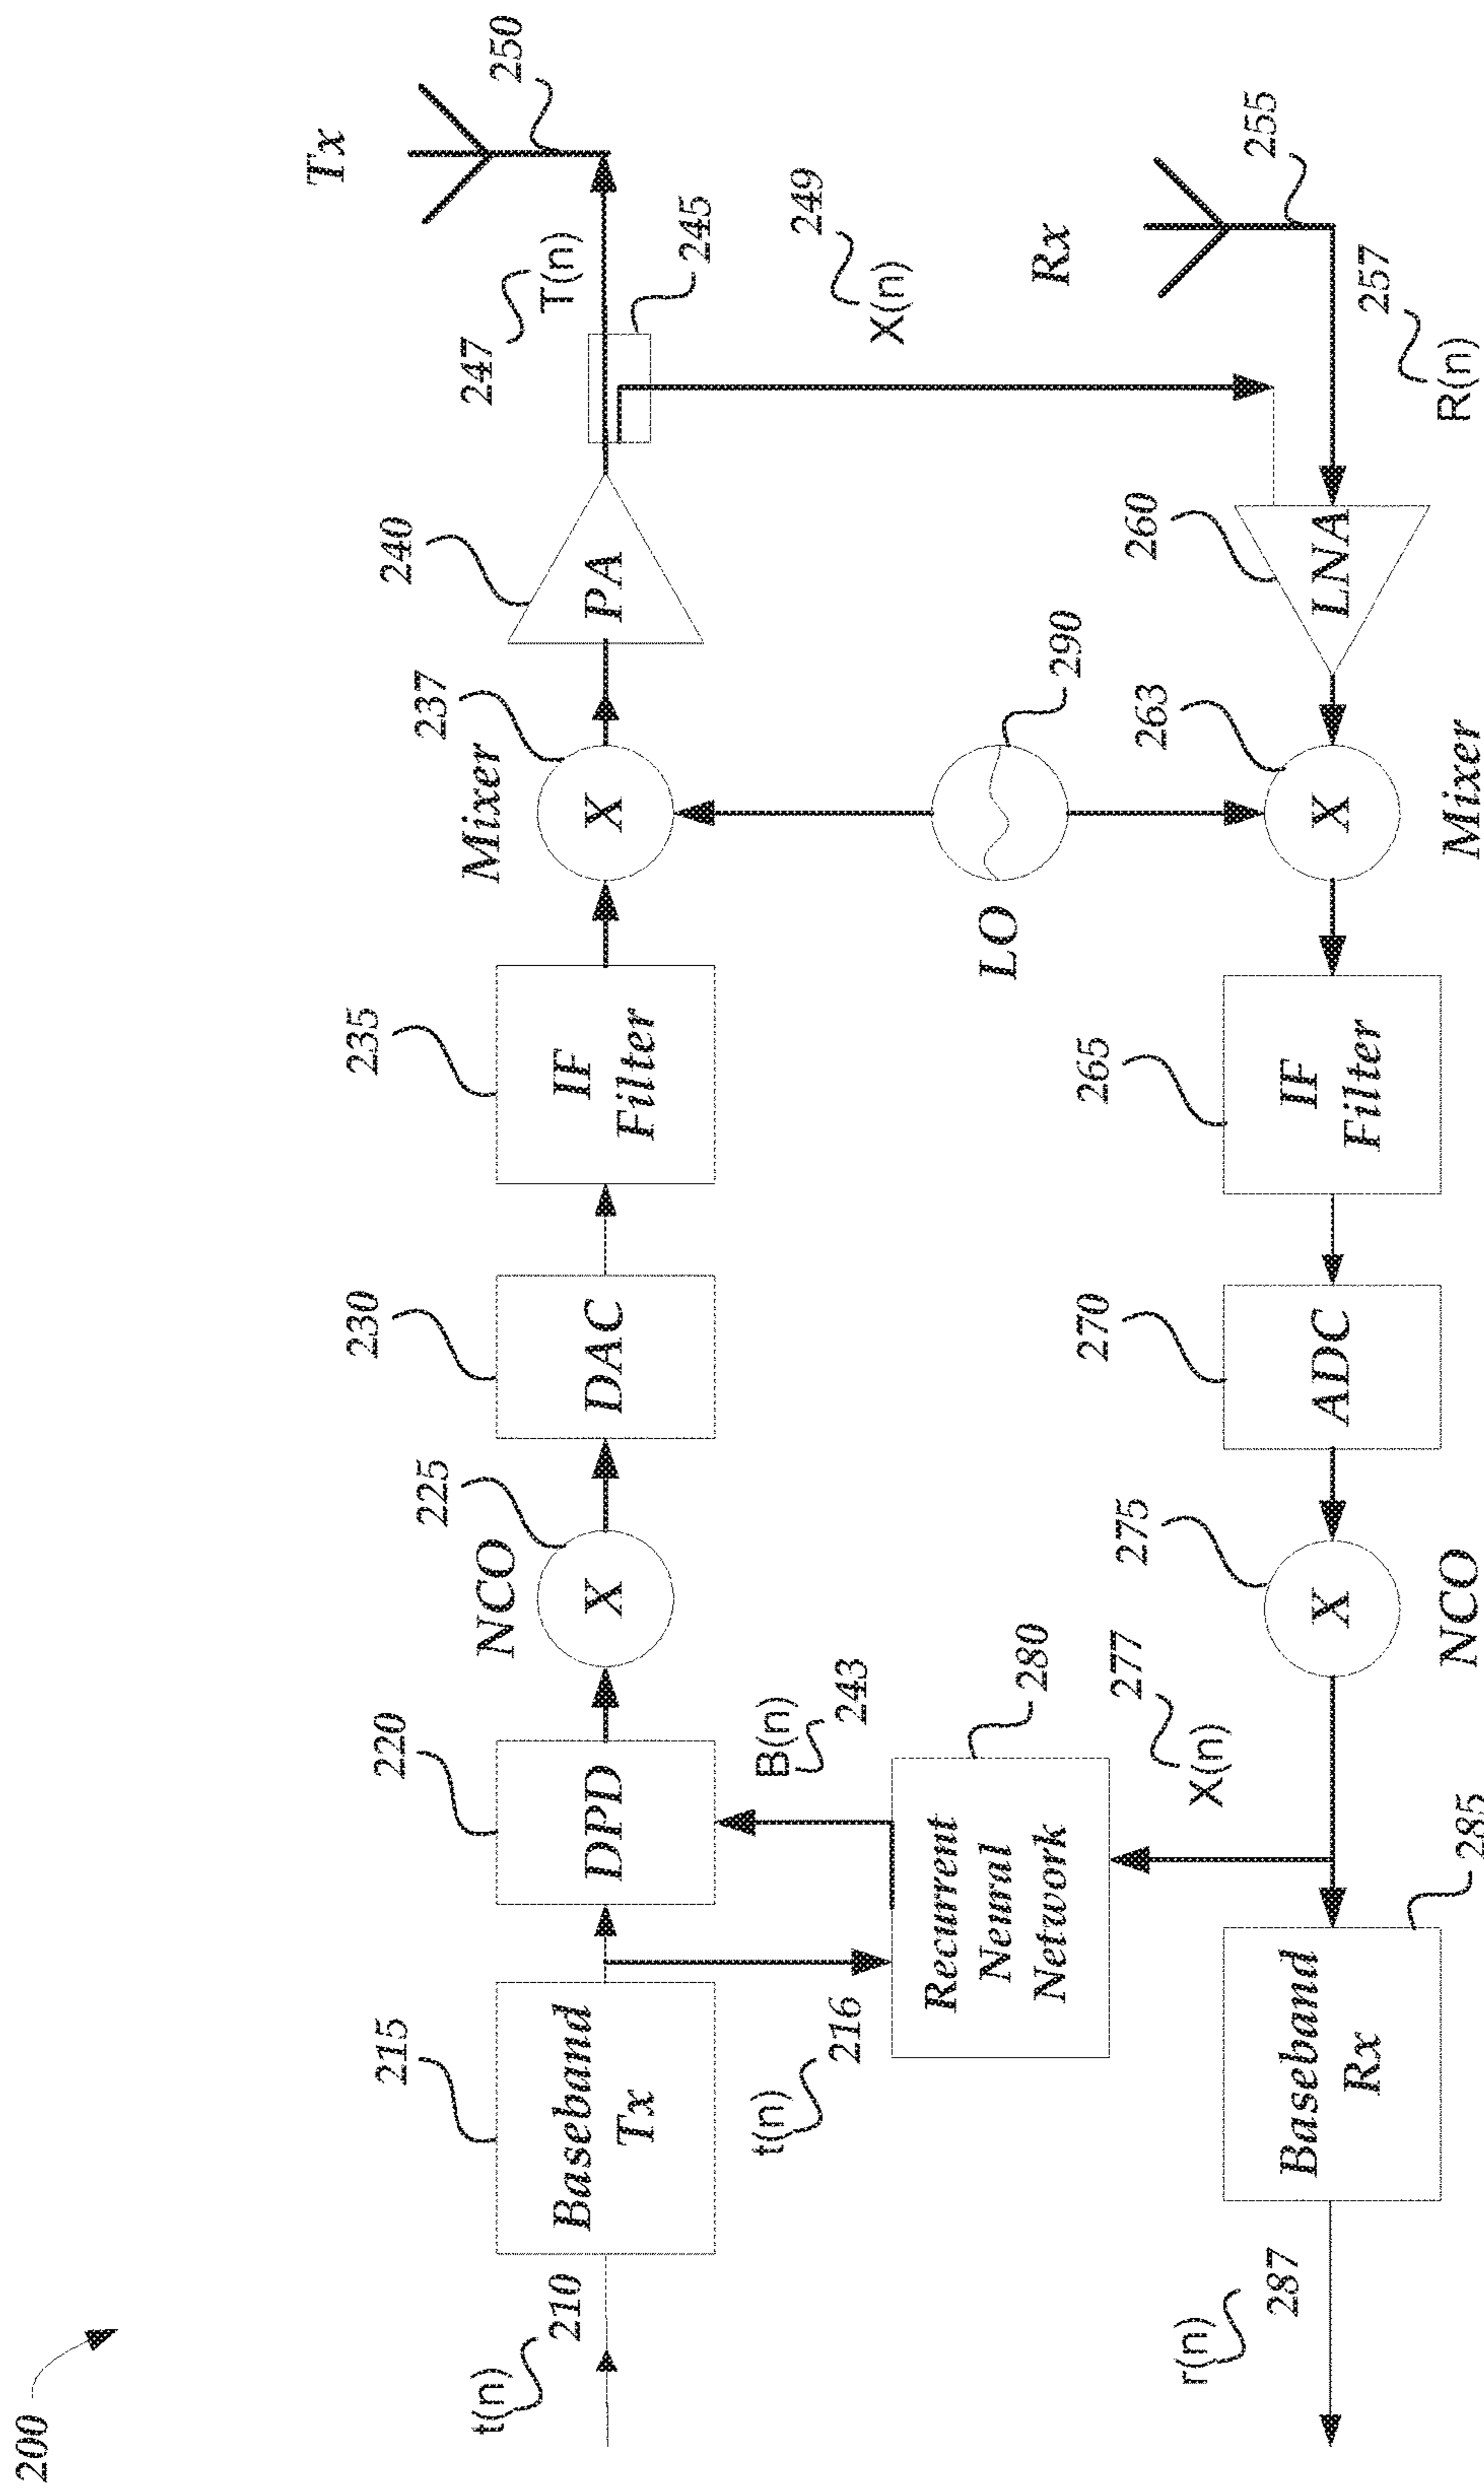 200
t(n)
210
215
Baseband
Tx
t(n)
216
220
DPD
B(n)
243
NCO
225
X
230
DAC
235
IF
Filter
Mixer
237
X
240
PA
247
T(n)
245
Tx
250
X(n)
249
LO
290
Recurrent
Neural
Network
280
Rx
255
257
R(n)
260
LNA
263
X
Mixer
265
IF
Filter
270
ADC
275
X
NCO
277
X(n)
285
Baseband
Rx
r(n)
287